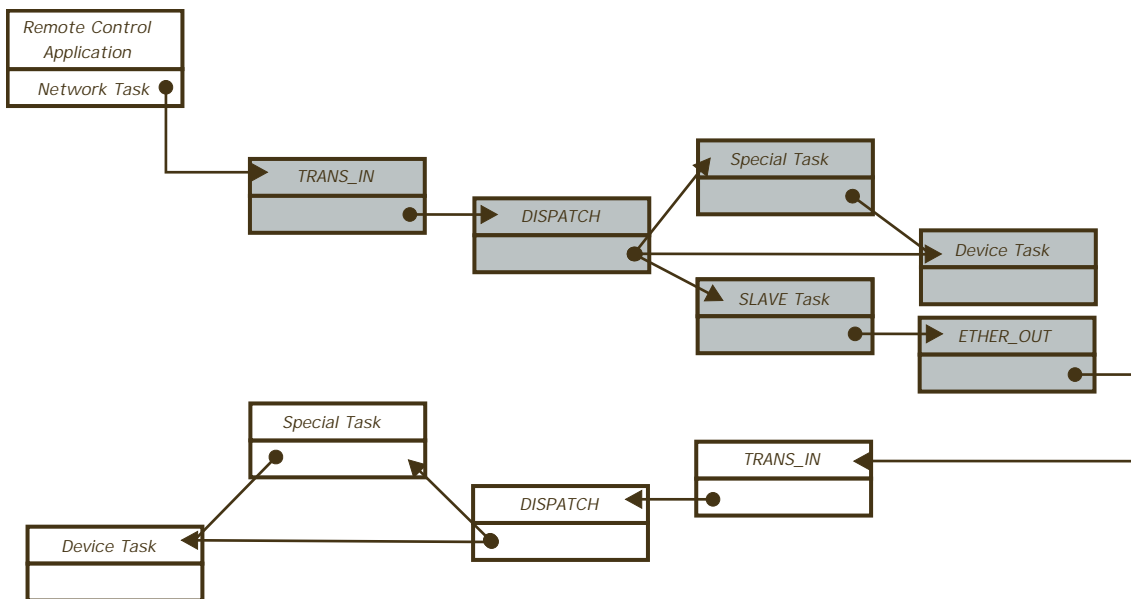 Remote Control
Application
Network Task
TRANS_IN
DISPATCH
Special Task
Device Task
SLAVE Task
ETHER_OUT
Special Task
TRANS_IN
DISPATCH
Device Task